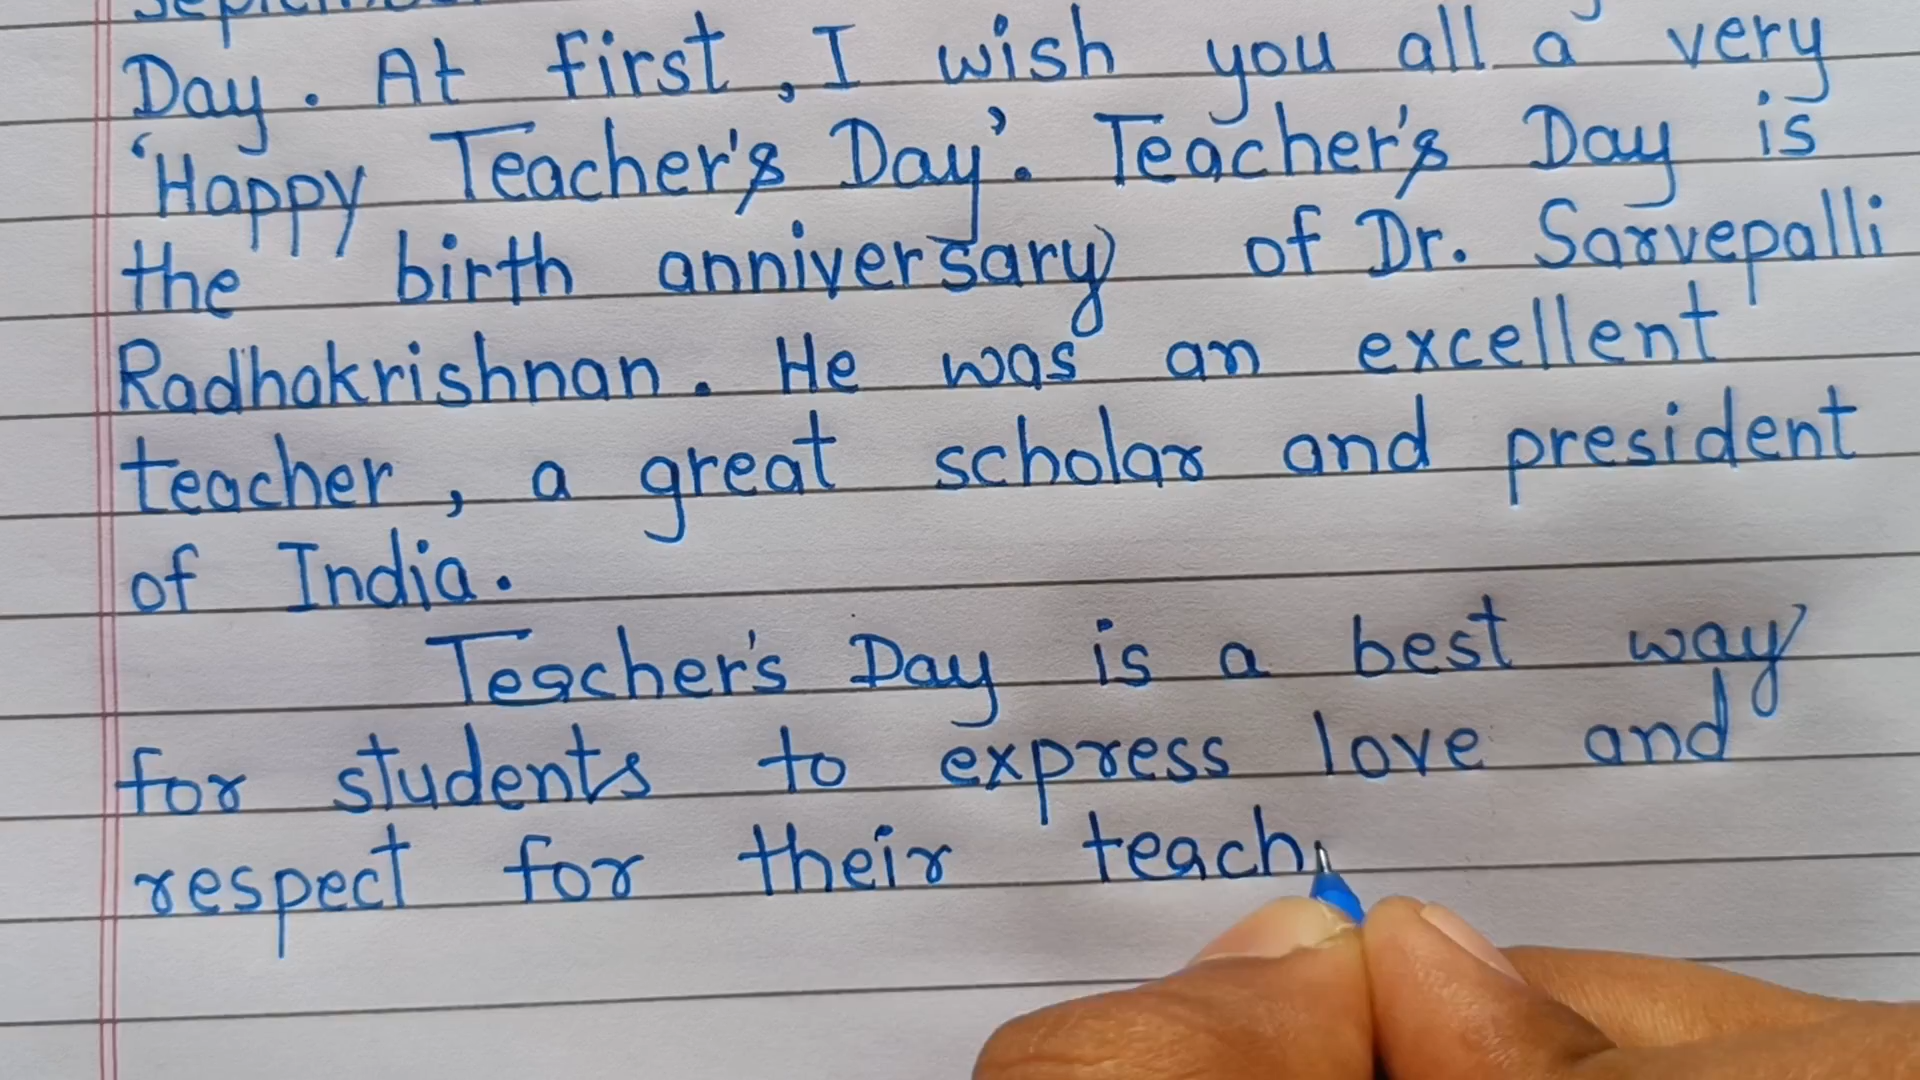 Day. At first, I wish you all a very
'Happy Teacher's Day'. Teacher's Day is
the birth anniversary of Dr. Sarvepalli
Radhakrishnan. He was an excellent
teacher, a great scholar and president
of India.
Teacher's Day is a best way
for students to express love and
respect for their teach